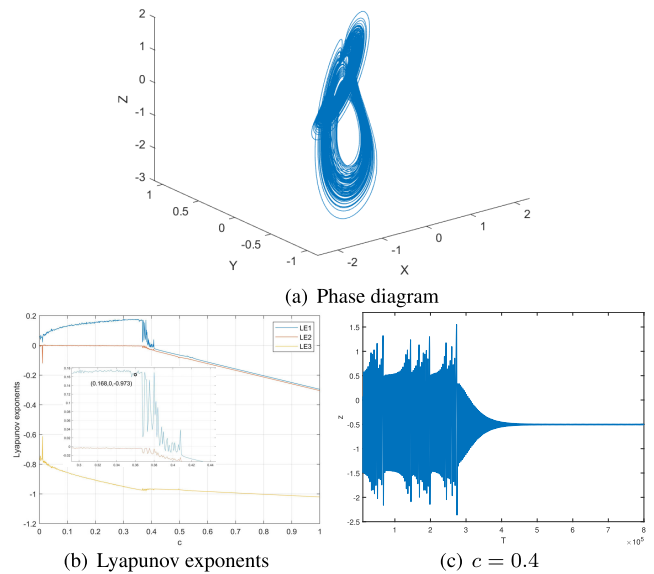 2
1
0
-1
-2
-3
Z
1
0.5
0
-0.5
-1
Y
-2
-1
0
1
2
X
(a) Phase diagram
0.2
0
-0.2
-0.4
-0.6
-0.8
-1
-1.2
Lyapunov exponents
LE1
LE2
LE3
(0.168,0,-0.973)
0 0.1 0.2 0.3 0.4 0.5 0.6 0.7 0.8 0.9 1
c
(b) Lyapunov exponents
1.5
1
0.5
0
-0.5
-1
-1.5
-2
-2.5
z
1 2 3 4 5 6 7 8
×10⁵
T
(c) c = 0.4